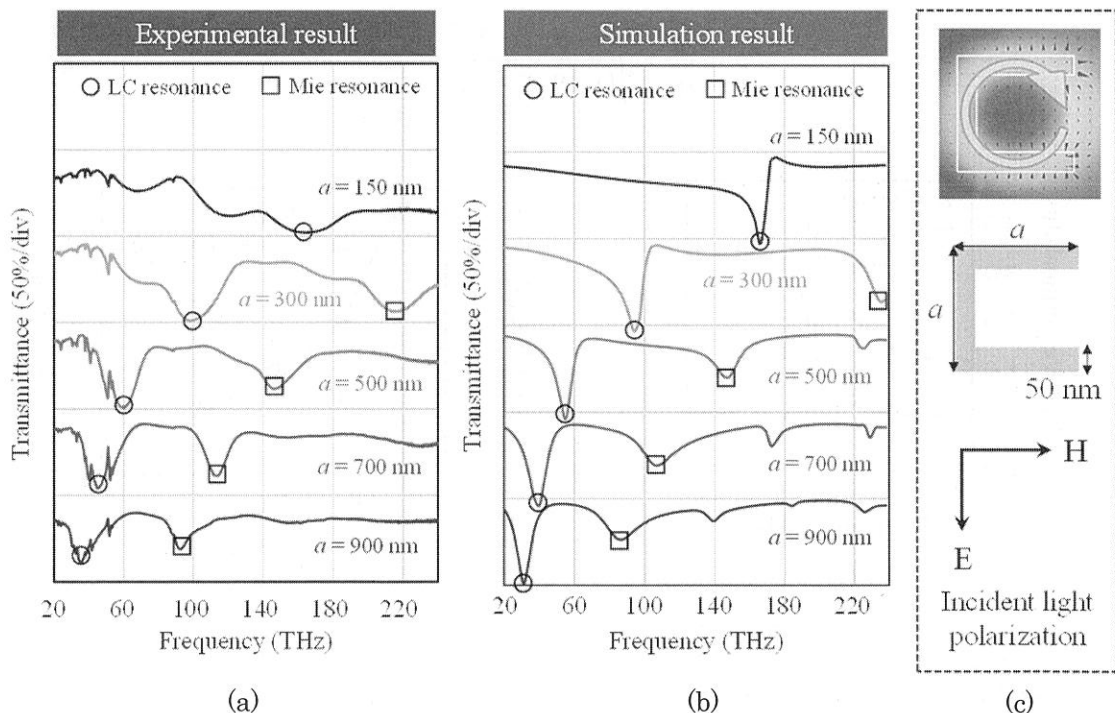 Experimental result
LC resonance
Mie resonance
a = 150 nm
a = 300 nm
a = 500 nm
a = 700 nm
a = 900 nm
Transmittance (50%/div)
20 60 100 140 180 220
Frequency (THz)
(a)
Simulation result
LC resonance
Mie resonance
a = 150 nm
a = 300 nm
a = 500 nm
a = 700 nm
a = 900 nm
Transmittance (50%/div)
20 60 100 140 180 220
Frequency (THz)
(b)
a
a
50 nm
H
E
Incident light
polarization
(c)